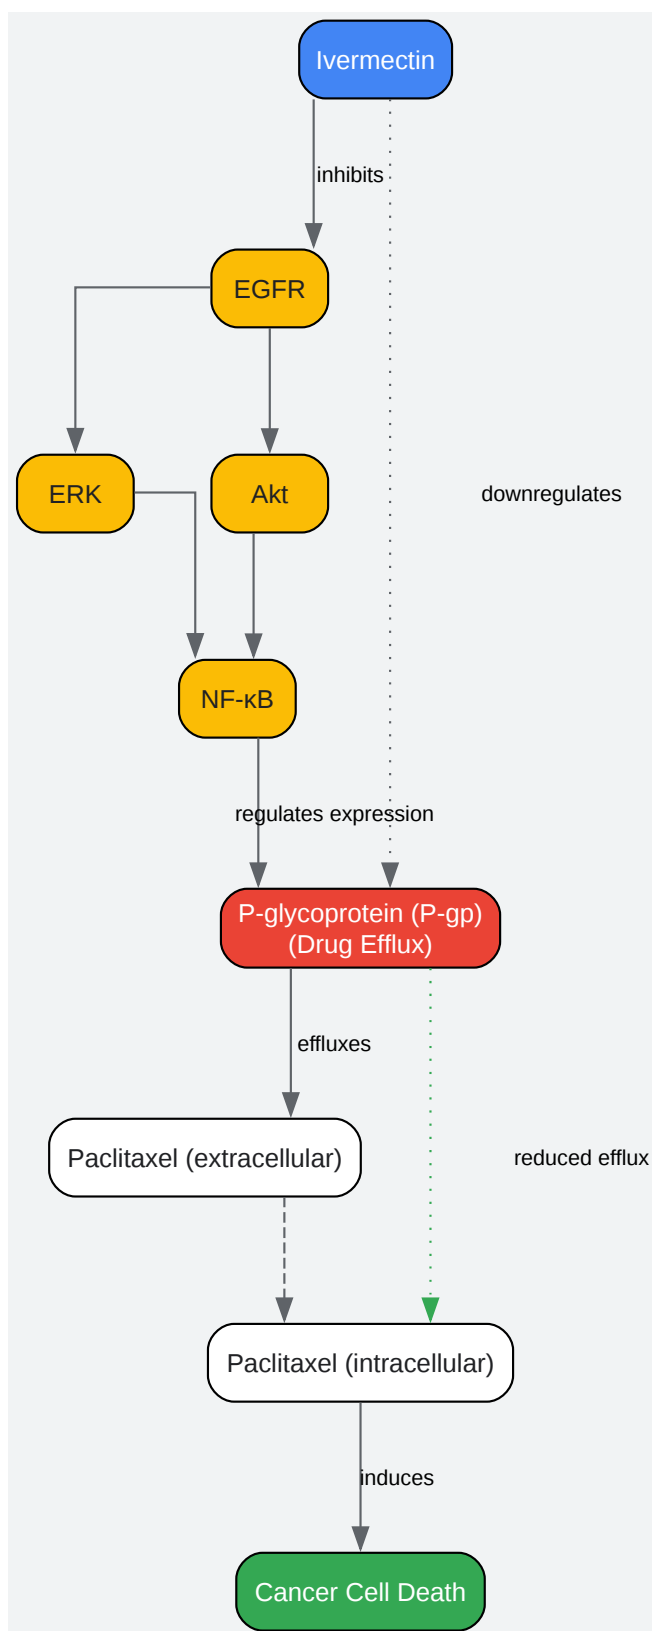 Ivermectin
inhibits
EGFR
ERK
Akt
downregulates
NF-κB
regulates expression
P-glycoprotein (P-gp)
(Drug Efflux)
effluxes
Paclitaxel (extracellular)
reduced efflux
Paclitaxel (intracellular)
induces
Cancer Cell Death